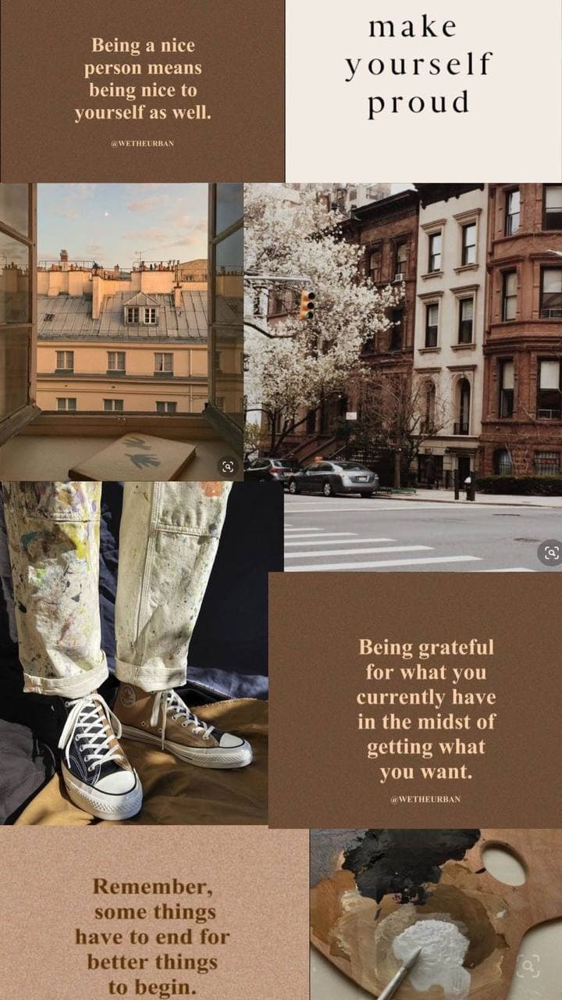 Being a nice
person means
being nice to
yourself as well.
@WETHEURBAN
make
yourself
proud
Being grateful
for what you
currently have
in the midst of
getting what
you want.
@WETHEURBAN
Remember,
some things
have to end for
better things
to begin.